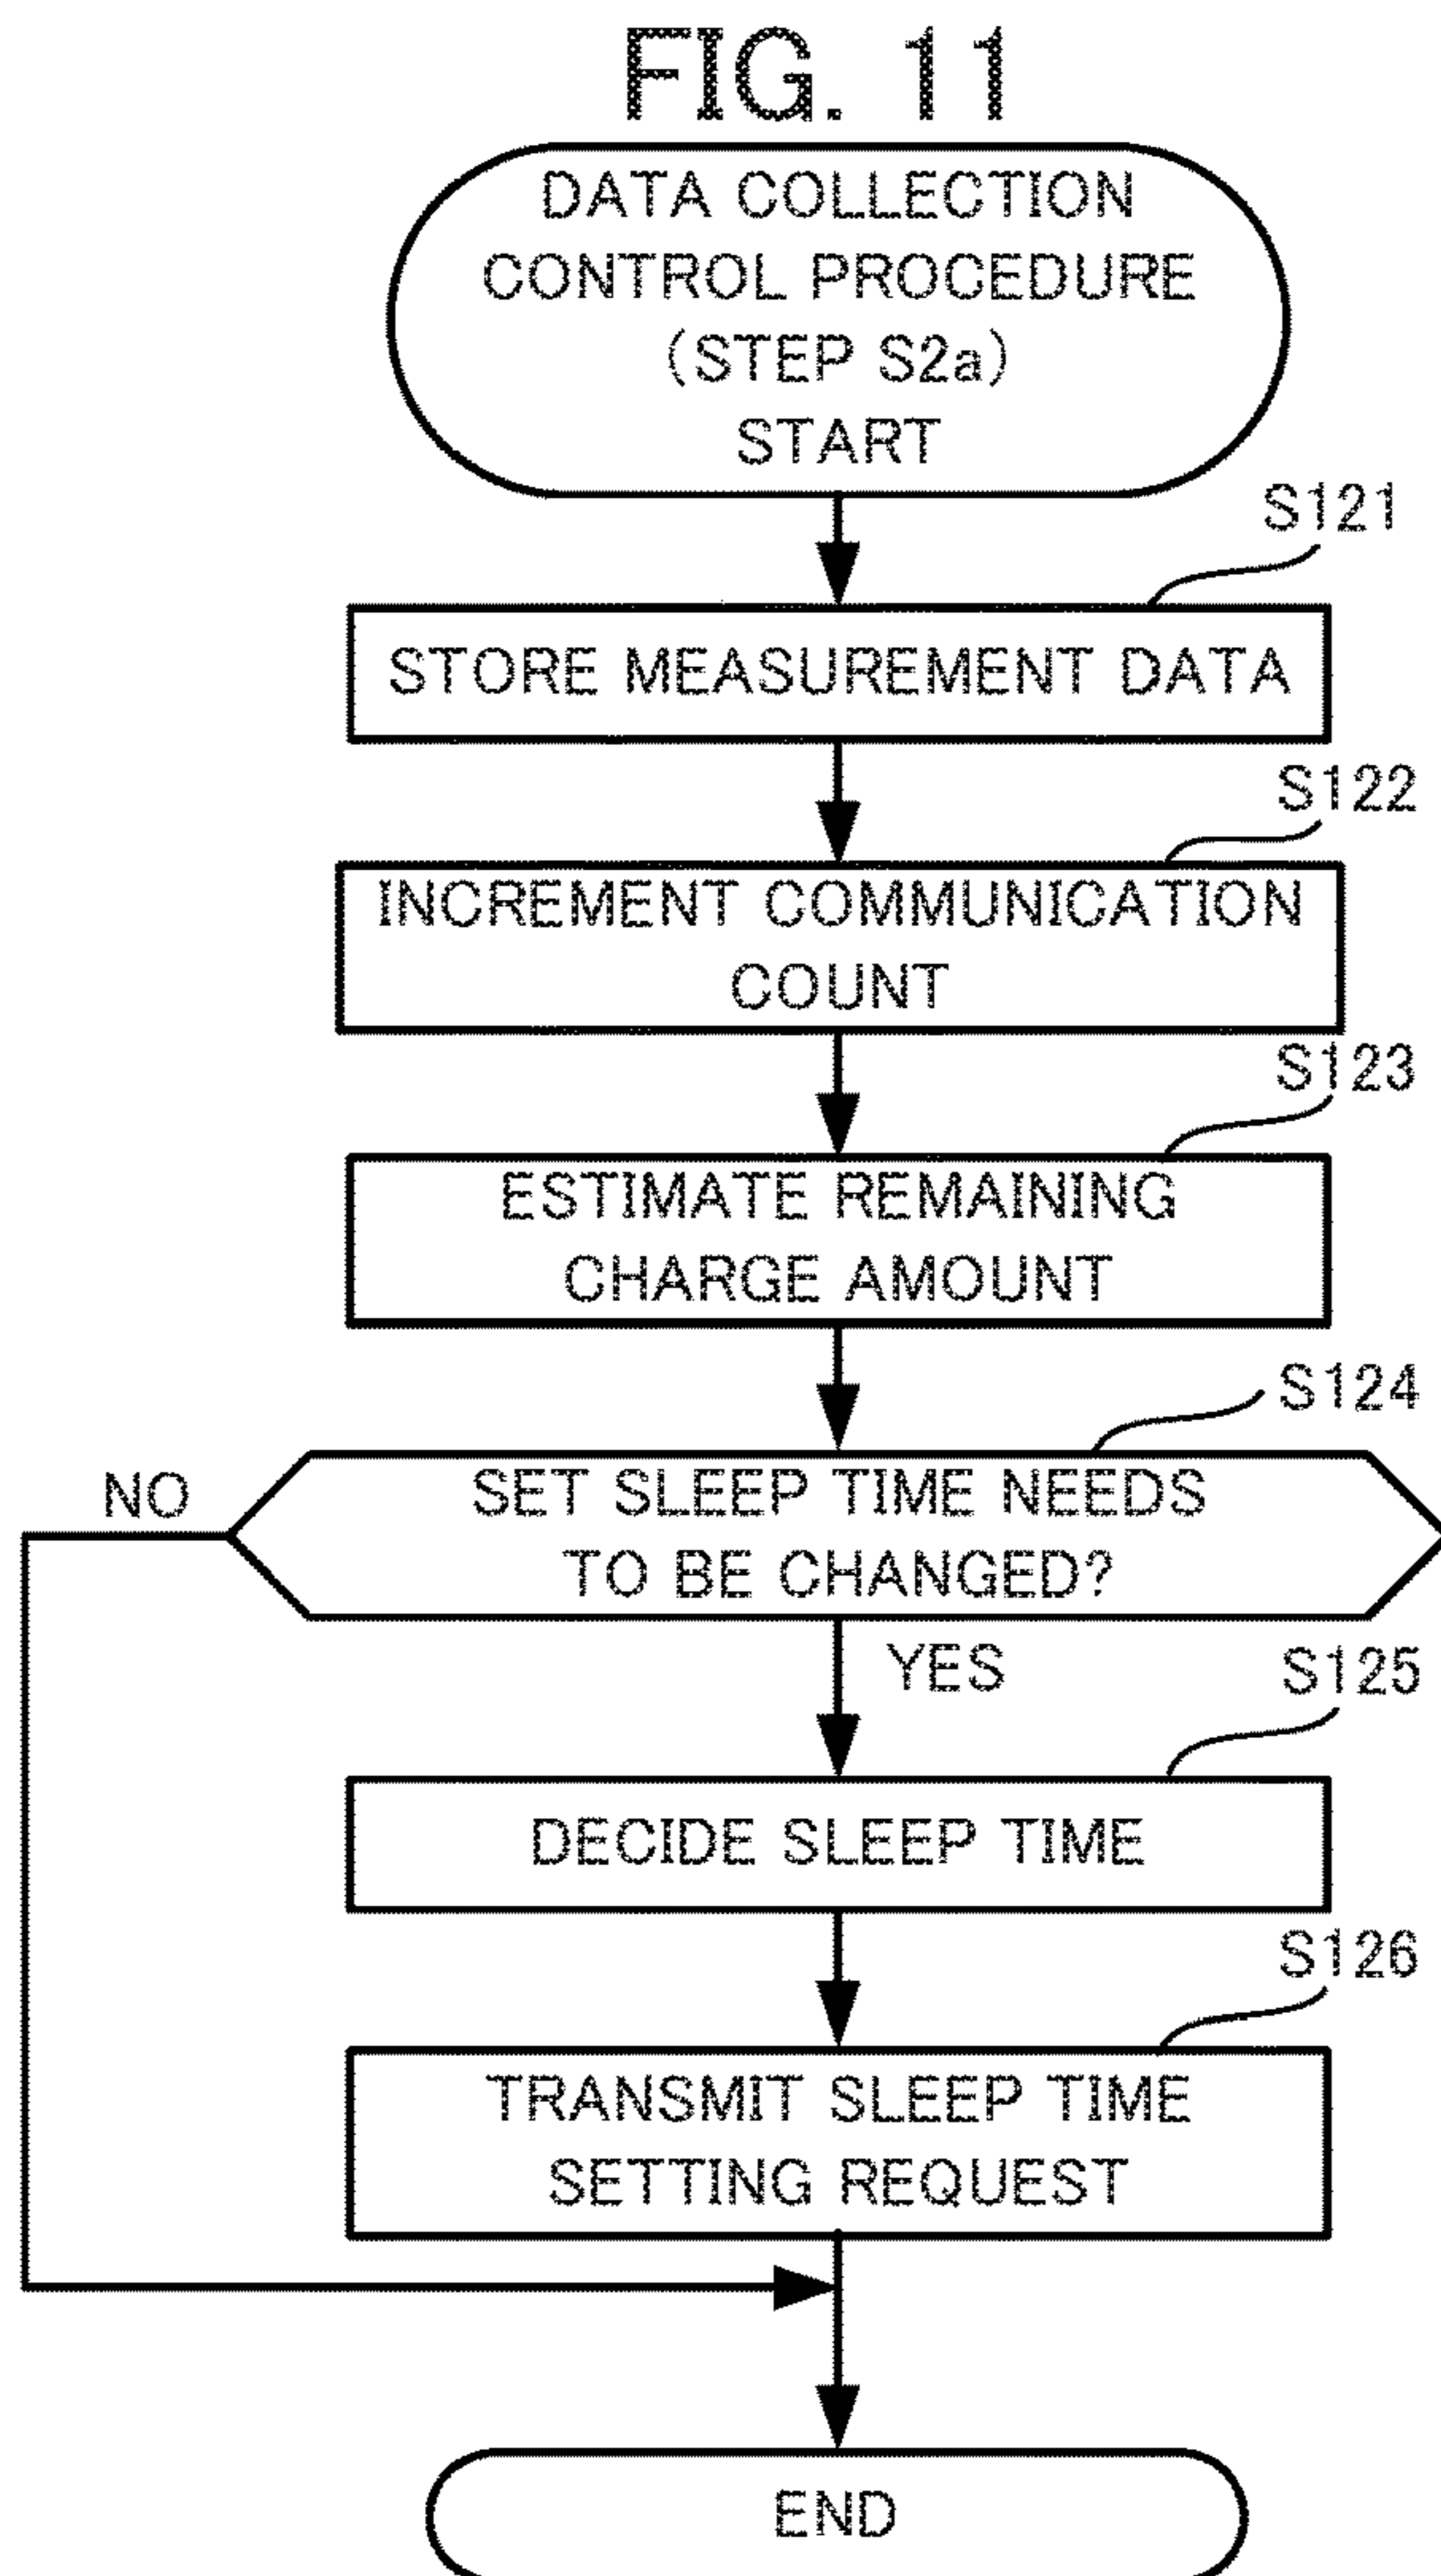 FIG. 11
DATA COLLECTION
CONTROL PROCEDURE
(STEP S2a)
START
S121
STORE MEASUREMENT DATA
S122
INCREMENT COMMUNICATION
COUNT
S123
ESTIMATE REMAINING
CHARGE AMOUNT
S124
NO
SET SLEEP TIME NEEDS
TO BE CHANGED?
YES
S125
DECIDE SLEEP TIME
S126
TRANSMIT SLEEP TIME
SETTING REQUEST
END